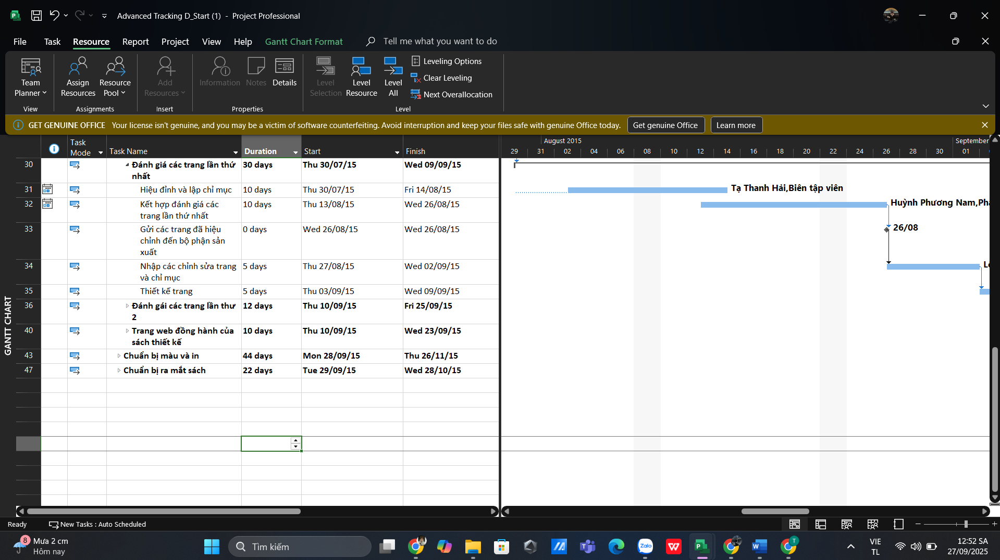 Advanced Tracking D_Start (1) - Project Professional
File Task Resource Report Project View Help Gantt Chart Format Tell me what you want to do
Team Planner
Assign Resources
Resource Pool
Add Resources
Information
Notes
Details
Level Selection
Level Resource
Level All
Leveling Options
Clear Leveling
Next Overallocation
View Assignments Insert Properties Level
GET GENUINE OFFICE Your license isn't genuine, and you may be a victim of software counterfeiting. Avoid interruption and keep your files safe with genuine Office today. Get genuine Office Learn more
Task Mode Task Name Duration Start Finish
August 2015 September
29 31 02 04 06 08 10 12 14 16 18 20 22 24 26 28 30 01
30 Đánh giá các trang lần thứ nhất 30 days Thu 30/07/15 Wed 09/09/15
31 Hiệu đỉnh và lập chỉ mục 10 days Thu 30/07/15 Fri 14/08/15 Tạ Thanh Hải,Biên tập viên
32 Kết hợp đánh giá các trang lần thứ nhất 10 days Thu 13/08/15 Wed 26/08/15 Huỳnh Phương Nam,Phạ
33 Gửi các trang đã hiệu chỉnh đến bộ phận sản xuất 0 days Wed 26/08/15 Wed 26/08/15 26/08
34 Nhập các chỉnh sửa trang và chỉ mục 5 days Thu 27/08/15 Wed 02/09/15
35 Thiết kế trang 5 days Thu 03/09/15 Wed 09/09/15
36 Đánh gái các trang lần thư 2 12 days Thu 10/09/15 Fri 25/09/15
40 Trang web đồng hành của sách thiết kế 10 days Thu 10/09/15 Wed 23/09/15
43 Chuẩn bị màu và in 44 days Mon 28/09/15 Thu 26/11/15
47 Chuẩn bị ra mắt sách 22 days Tue 29/09/15 Wed 28/10/15
GANTT CHART
Ready New Tasks : Auto Scheduled
8 Mưa 2 cm
Hôm nay
Tìm kiếm
Zalo
T
VIE
TL
12:52 SA
27/09/2025